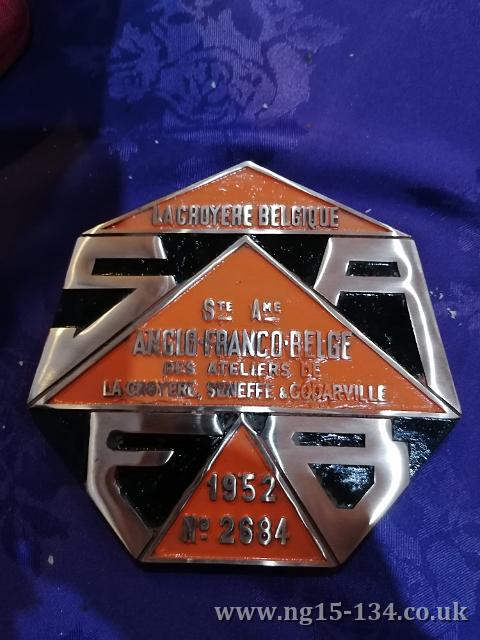 LA CROYERE BELGIQUE
S A
STE AME
ANGLO-FRANCO-BELGE
DES ATELIERS DE
LA CROYERE, SENEFFE & GODARVILLE
F B
1952
No 2684
www.ng15-134.co.uk